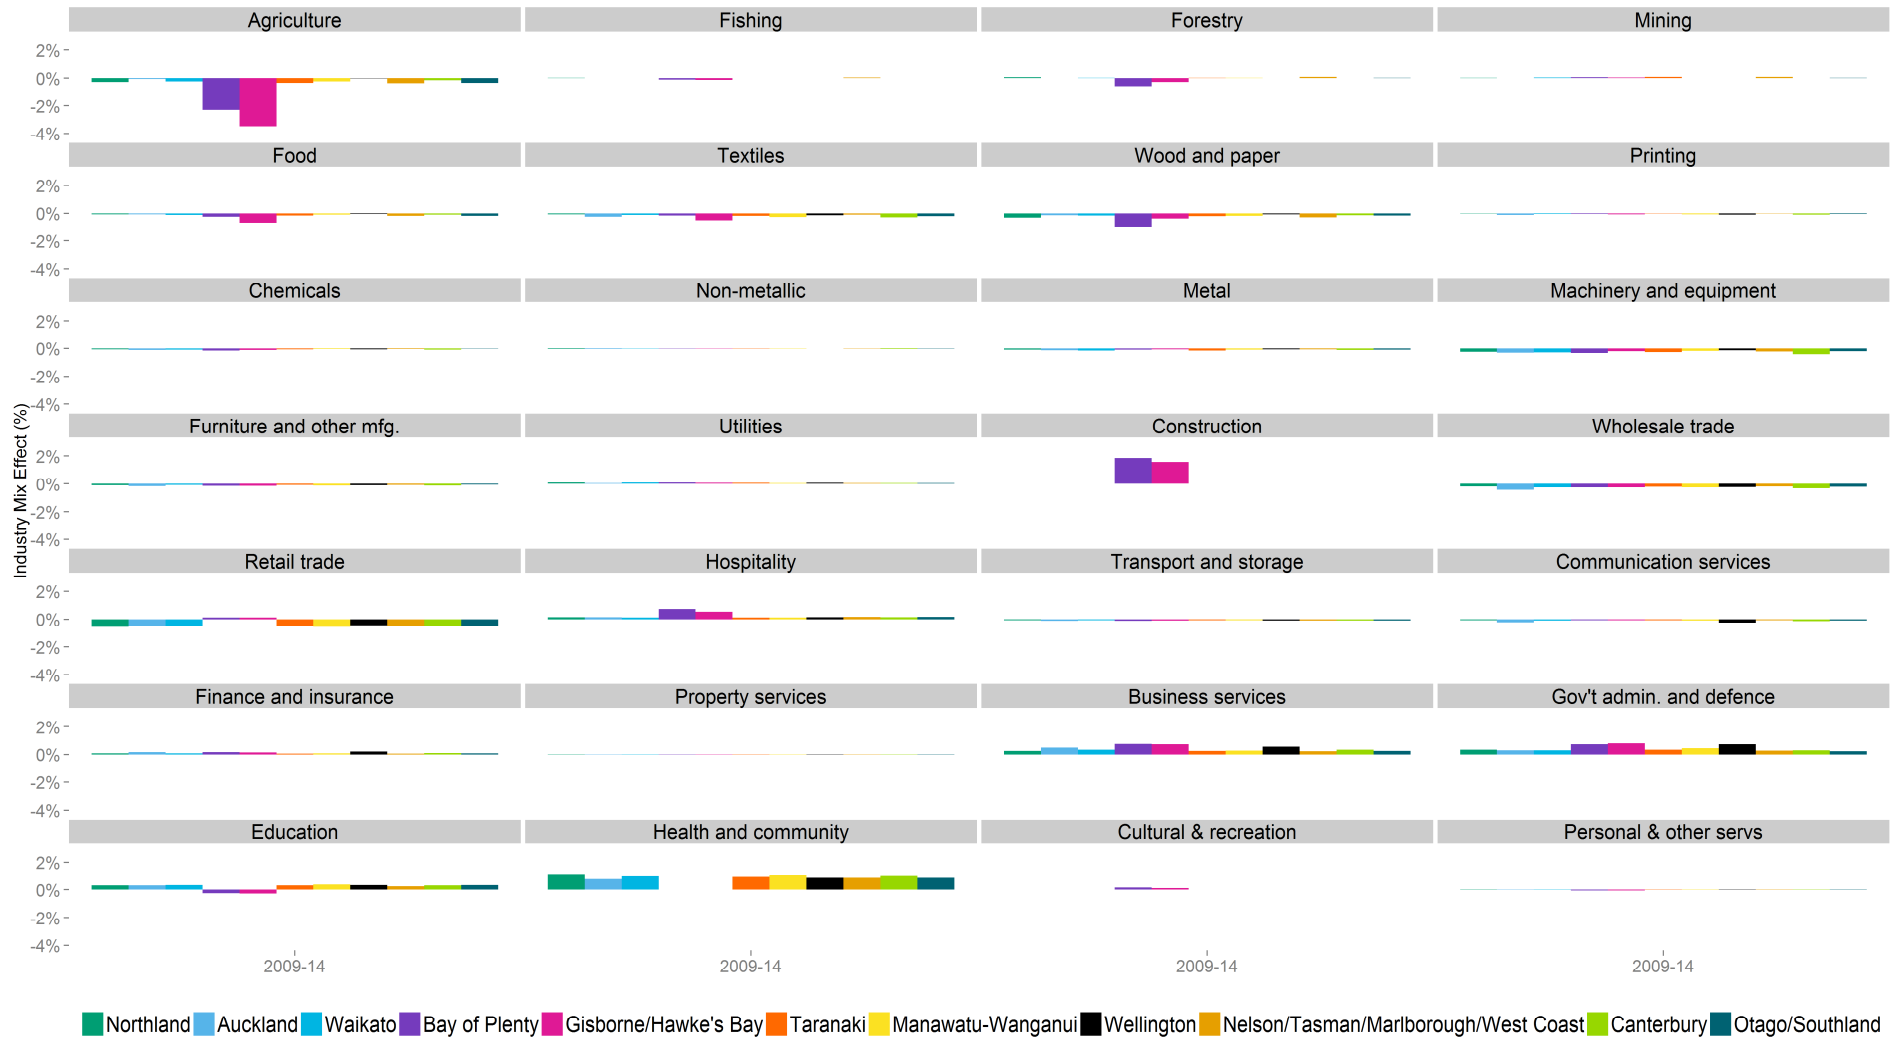 Agriculture Fishing Forestry Mining
2%
0%
-2%
-4%
Food Textiles Wood and paper Printing
2%
0%
-2%
-4%
Chemicals Non-metallic Metal Machinery and equipment
2%
0%
-2%
-4%
Industry Mix Effect (%)
Furniture and other mfg. Utilities Construction Wholesale trade
2%
0%
-2%
-4%
Retail trade Hospitality Transport and storage Communication services
2%
0%
-2%
-4%
Finance and insurance Property services Business services Gov't admin. and defence
2%
0%
-2%
-4%
Education Health and community Cultural & recreation Personal & other servs
2%
0%
-2%
-4%
2009-14 2009-14 2009-14 2009-14
Northland Auckland Waikato Bay of Plenty Gisborne/Hawke's Bay Taranaki Manawatu-Wanganui Wellington Nelson/Tasman/Marlborough/West Coast Canterbury Otago/Southland